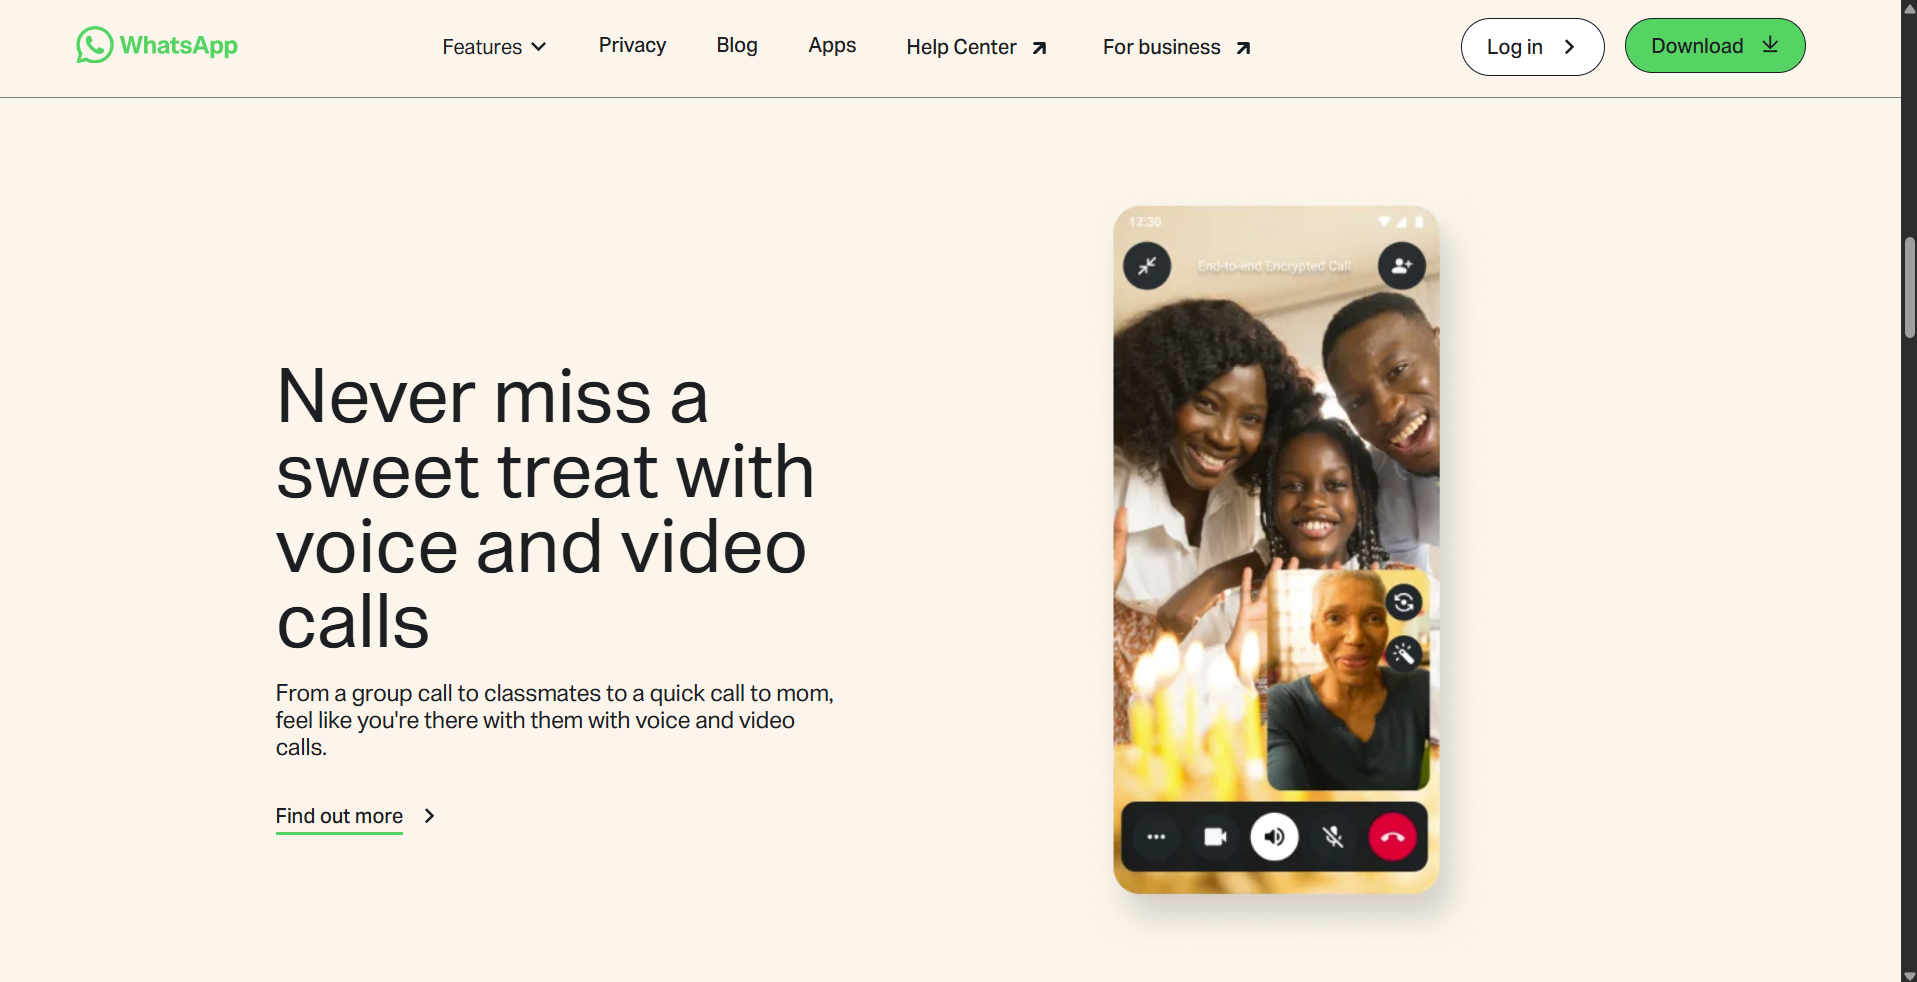 WhatsApp
Features
Privacy
Blog
Apps
Help Center
For business
Log in
Download
12:30
End-to-end Encrypted Call
Never miss a
sweet treat with
voice and video
calls
From a group call to classmates to a quick call to mom,
feel like you're there with them with voice and video
calls.
Find out more